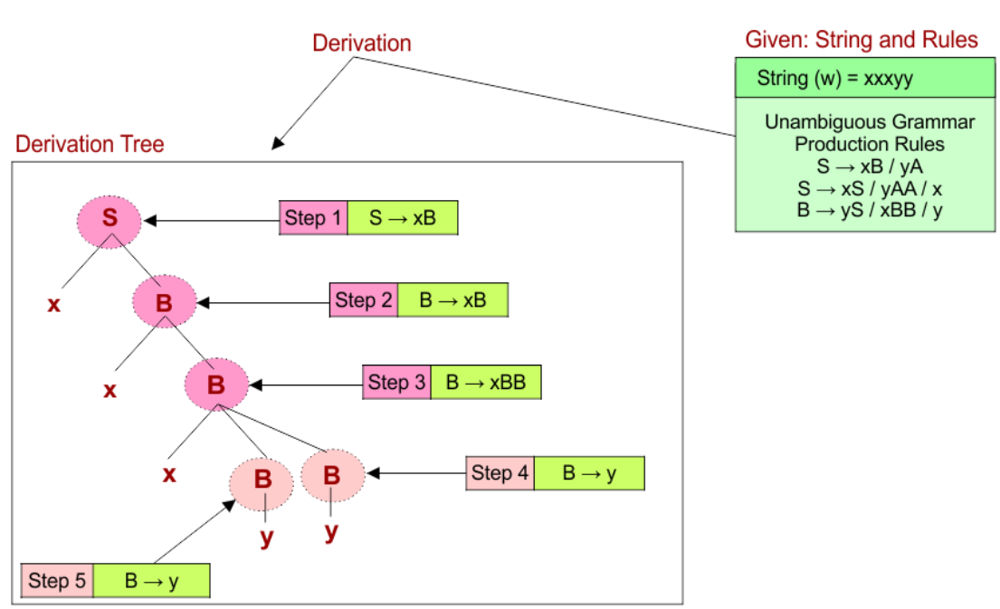 Derivation
Given: String and Rules
String (w) = xxxyy
Unambiguous Grammar
Production Rules
S → xB / yA
S → xS / yAA / x
B → yS / xBB / y
Derivation Tree
S
Step 1 S → xB
x
B
Step 2 B → xB
x
B
Step 3 B → xBB
x
B
B
Step 4 B → y
y
y
Step 5 B → y